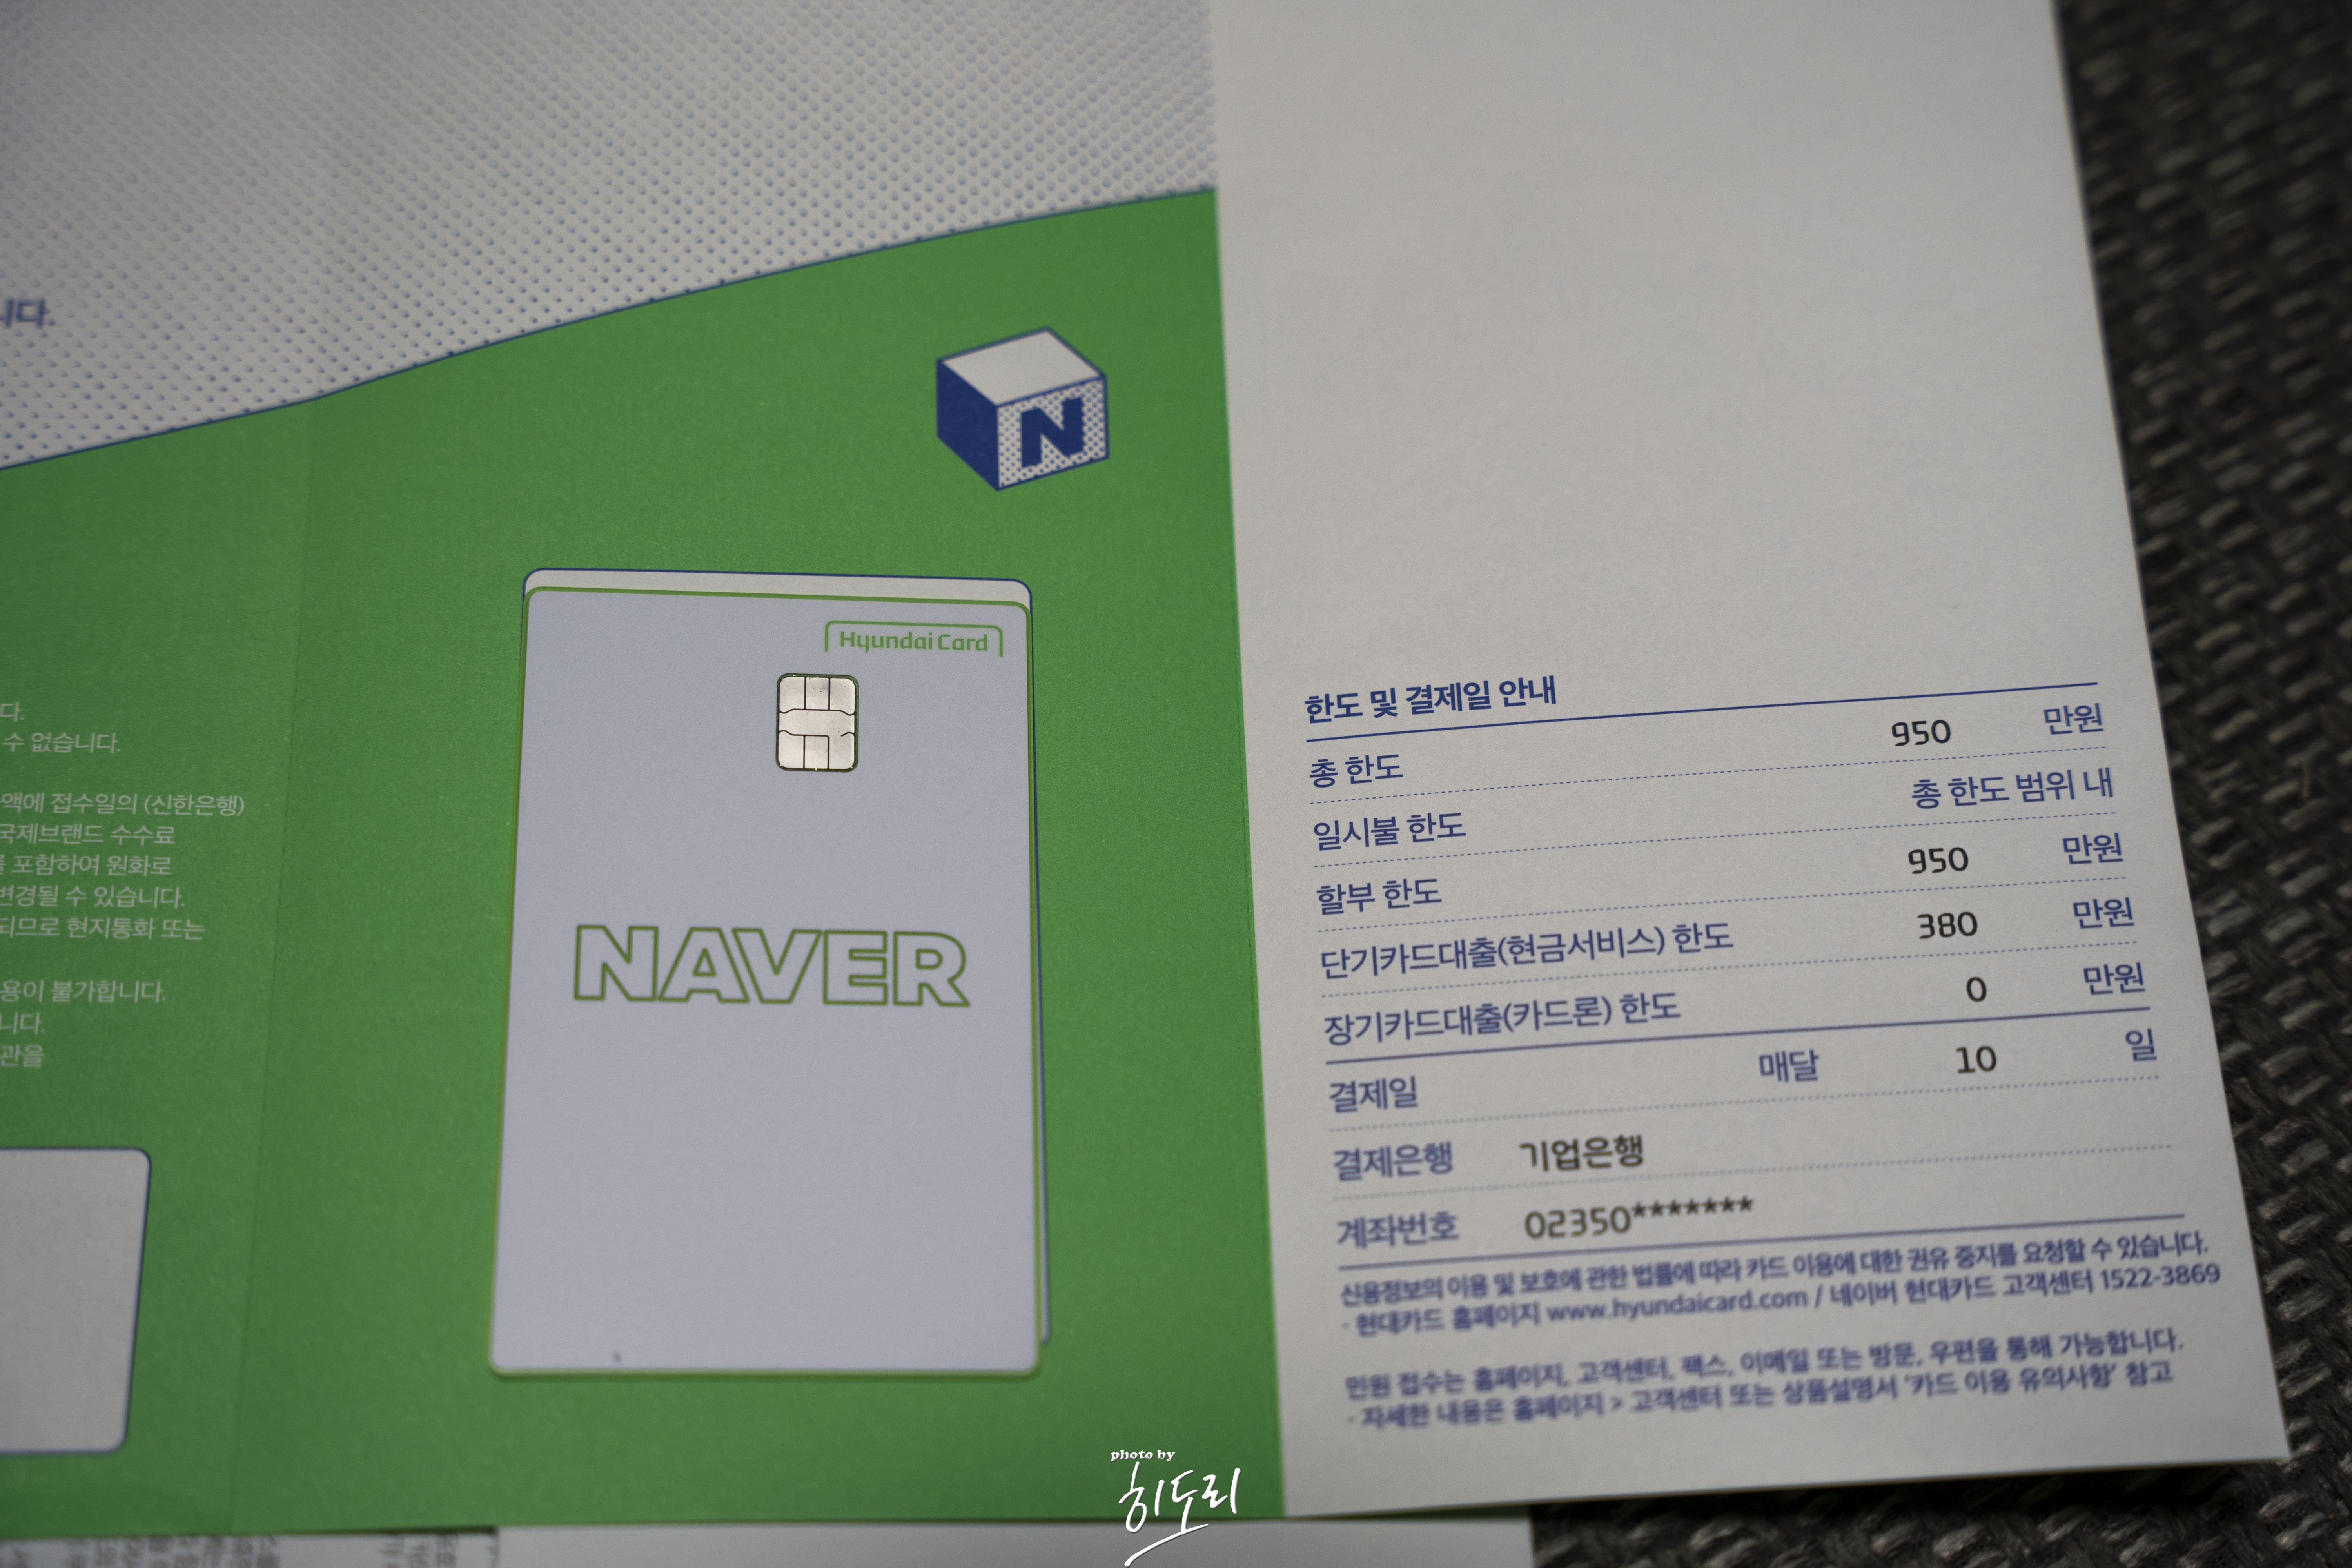 니다.
N
다.
수 없습니다.
액에 접수일의 (신한은행)
국제브랜드 수수료
를 포함하여 원화로
변경될 수 있습니다.
되므로 현지통화 또는
용이 불가합니다.
니다.
관을
Hyundai Card
NAVER
한도 및 결제일 안내
총 한도 950 만원
일시불 한도 총 한도 범위 내
할부 한도 950 만원
단기카드대출(현금서비스) 한도 380 만원
장기카드대출(카드론) 한도 0 만원
결제일 매달 10 일
결제은행 기업은행
계좌번호 02350*******
신용정보의 이용 및 보호에 관한 법률에 따라 카드 이용에 대한 권유 중지를 요청할 수 있습니다.
- 현대카드 홈페이지 www.hyundaicard.com / 네이버 현대카드 고객센터 1522-3869
민원 접수는 홈페이지, 고객센터, 팩스, 이메일 또는 방문, 우편을 통해 가능합니다.
- 자세한 내용은 홈페이지 > 고객센터 또는 상품설명서 '카드 이용 유의사항' 참고
photo by
히도리